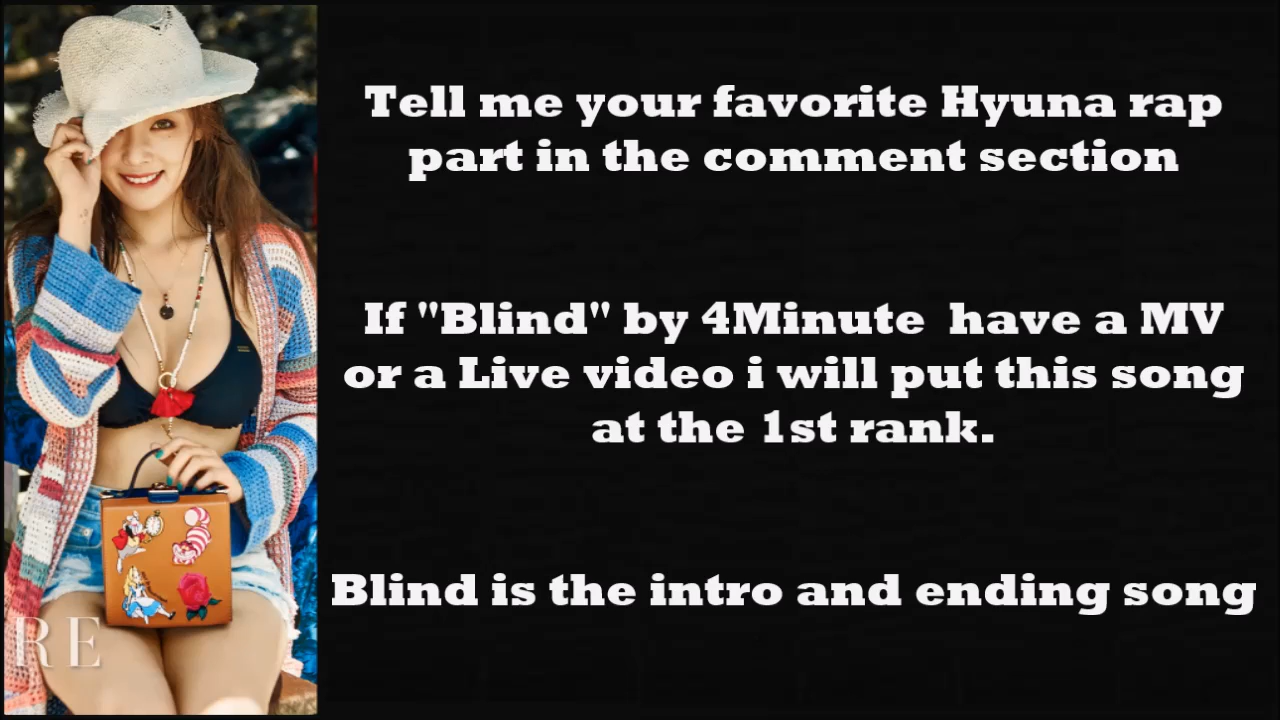 Tell me your favorite Hyuna rap
part in the comment section
If "Blind" by 4Minute have a MV
or a Live video i will put this song
at the 1st rank.
Blind is the intro and ending song
RE